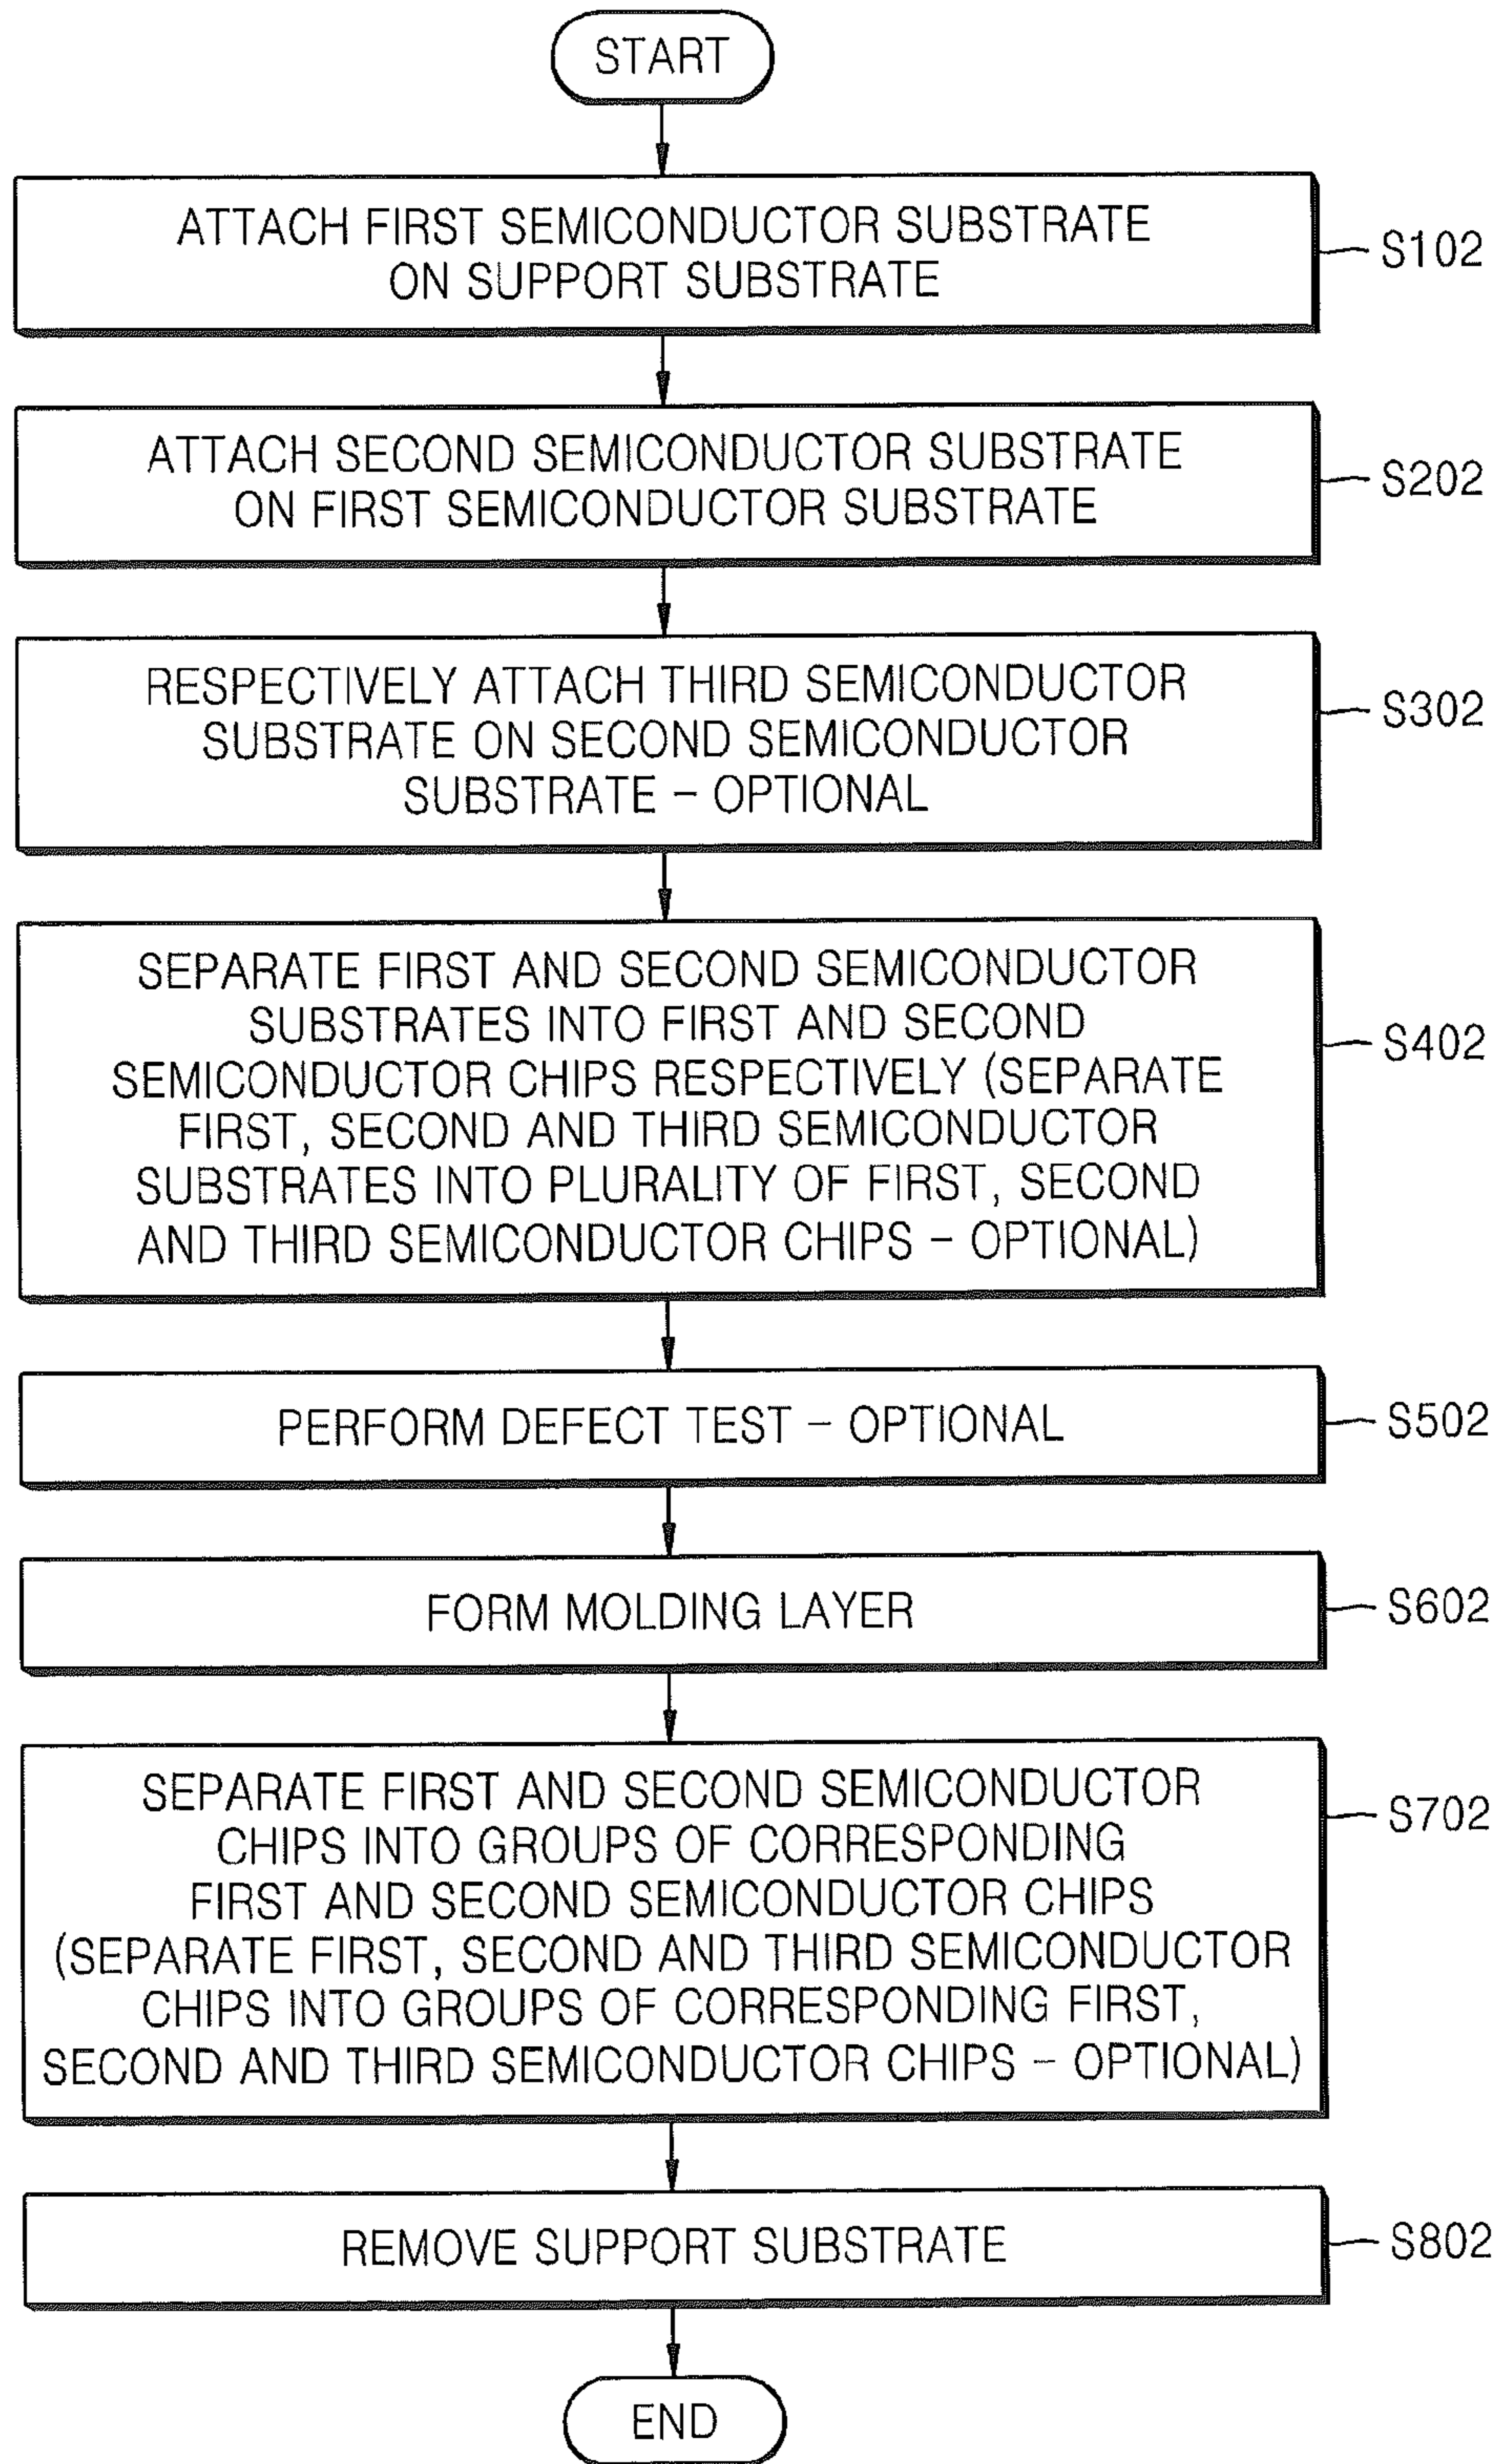 START
ATTACH FIRST SEMICONDUCTOR SUBSTRATE
ON SUPPORT SUBSTRATE
S102
ATTACH SECOND SEMICONDUCTOR SUBSTRATE
ON FIRST SEMICONDUCTOR SUBSTRATE
S202
RESPECTIVELY ATTACH THIRD SEMICONDUCTOR
SUBSTRATE ON SECOND SEMICONDUCTOR
SUBSTRATE – OPTIONAL
S302
SEPARATE FIRST AND SECOND SEMICONDUCTOR
SUBSTRATES INTO FIRST AND SECOND
SEMICONDUCTOR CHIPS RESPECTIVELY (SEPARATE
FIRST, SECOND AND THIRD SEMICONDUCTOR
SUBSTRATES INTO PLURALITY OF FIRST, SECOND
AND THIRD SEMICONDUCTOR CHIPS – OPTIONAL)
S402
PERFORM DEFECT TEST – OPTIONAL
S502
FORM MOLDING LAYER
S602
SEPARATE FIRST AND SECOND SEMICONDUCTOR
CHIPS INTO GROUPS OF CORRESPONDING
FIRST AND SECOND SEMICONDUCTOR CHIPS
(SEPARATE FIRST, SECOND AND THIRD SEMICONDUCTOR
CHIPS INTO GROUPS OF CORRESPONDING FIRST,
SECOND AND THIRD SEMICONDUCTOR CHIPS – OPTIONAL)
S702
REMOVE SUPPORT SUBSTRATE
S802
END